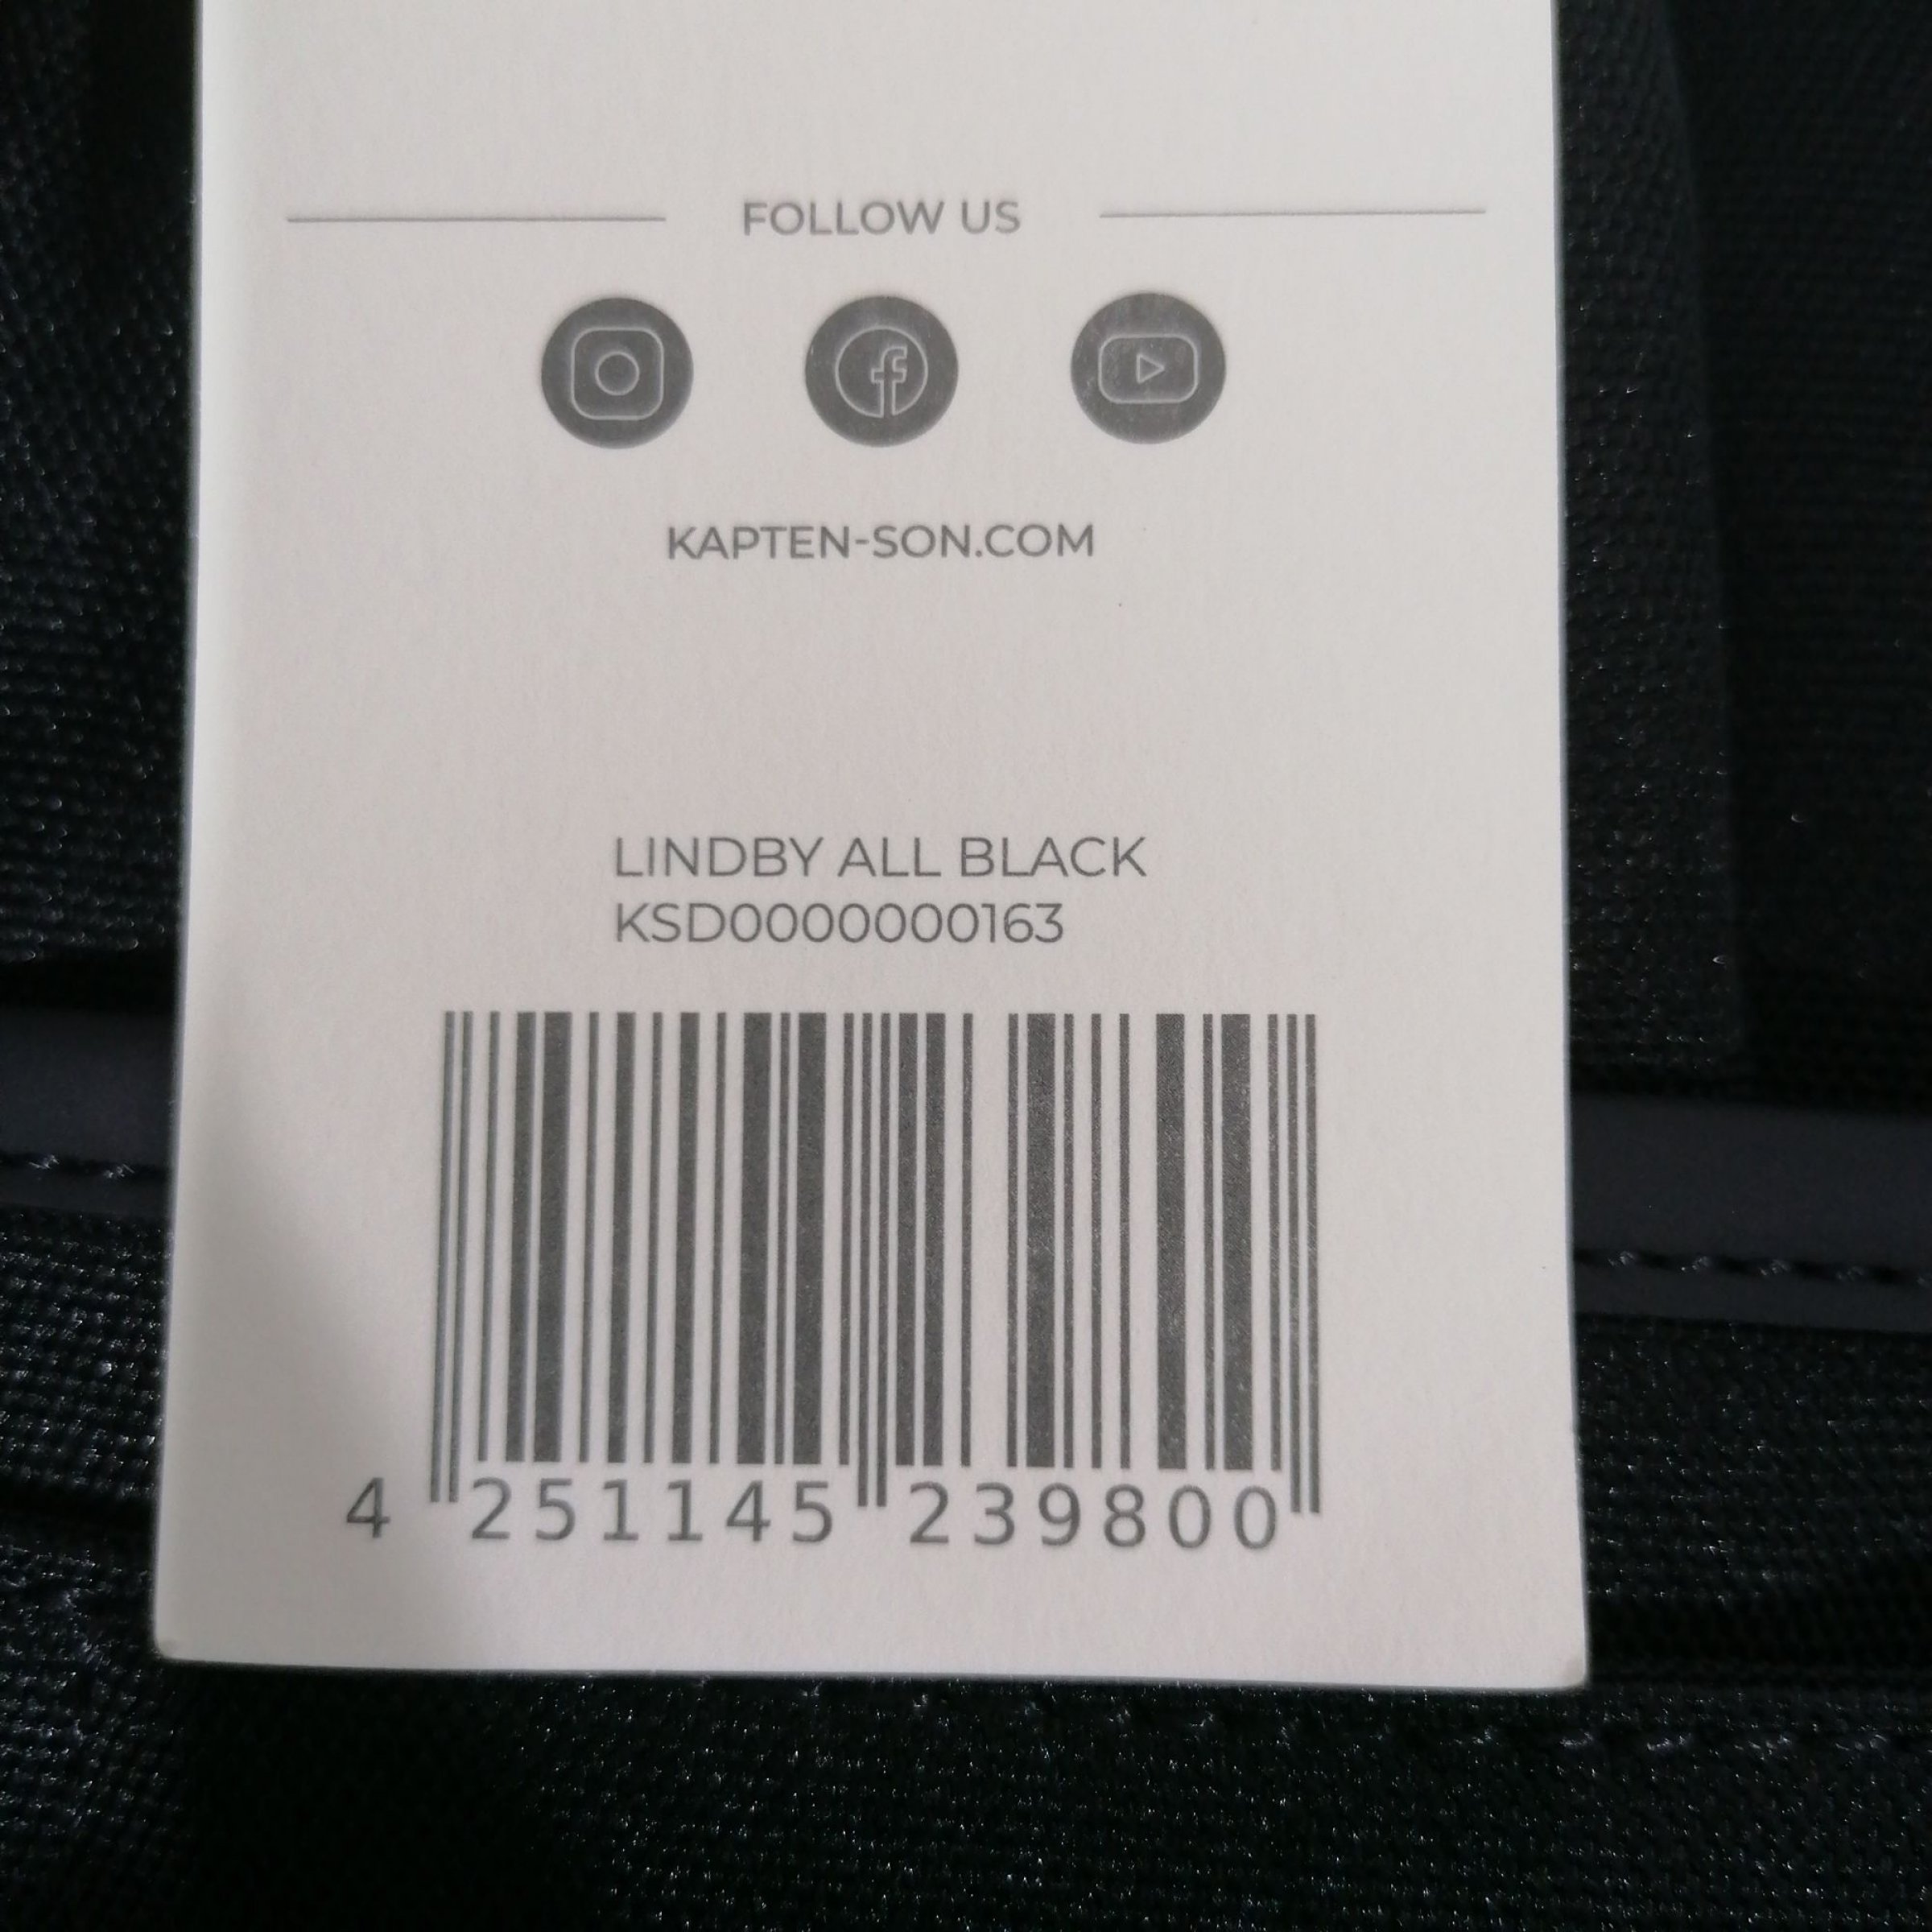 FOLLOW US
KAPTEN-SON.COM
LINDBY ALL BLACK
KSD0000000163
4 251145 239800